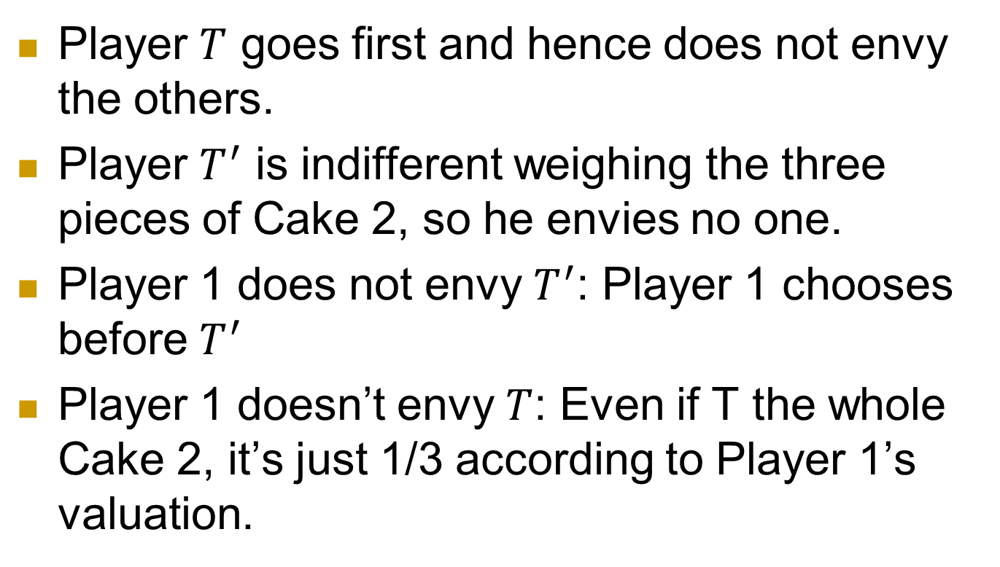 Player 𝑇 goes first and hence does not envy
the others.
Player 𝑇′ is indifferent weighing the three
pieces of Cake 2, so he envies no one.
Player 1 does not envy 𝑇′: Player 1 chooses
before 𝑇′
Player 1 doesn’t envy 𝑇: Even if T the whole
Cake 2, it’s just 1/3 according to Player 1’s
valuation.